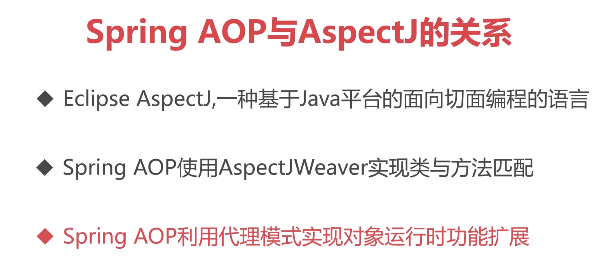 Spring AOP与AspectJ的关系
◆ Eclipse AspectJ,一种基于Java平台的面向切面编程的语言
◆ Spring AOP使用AspectJWeaver实现类与方法匹配
◆ Spring AOP利用代理模式实现对象运行时功能扩展